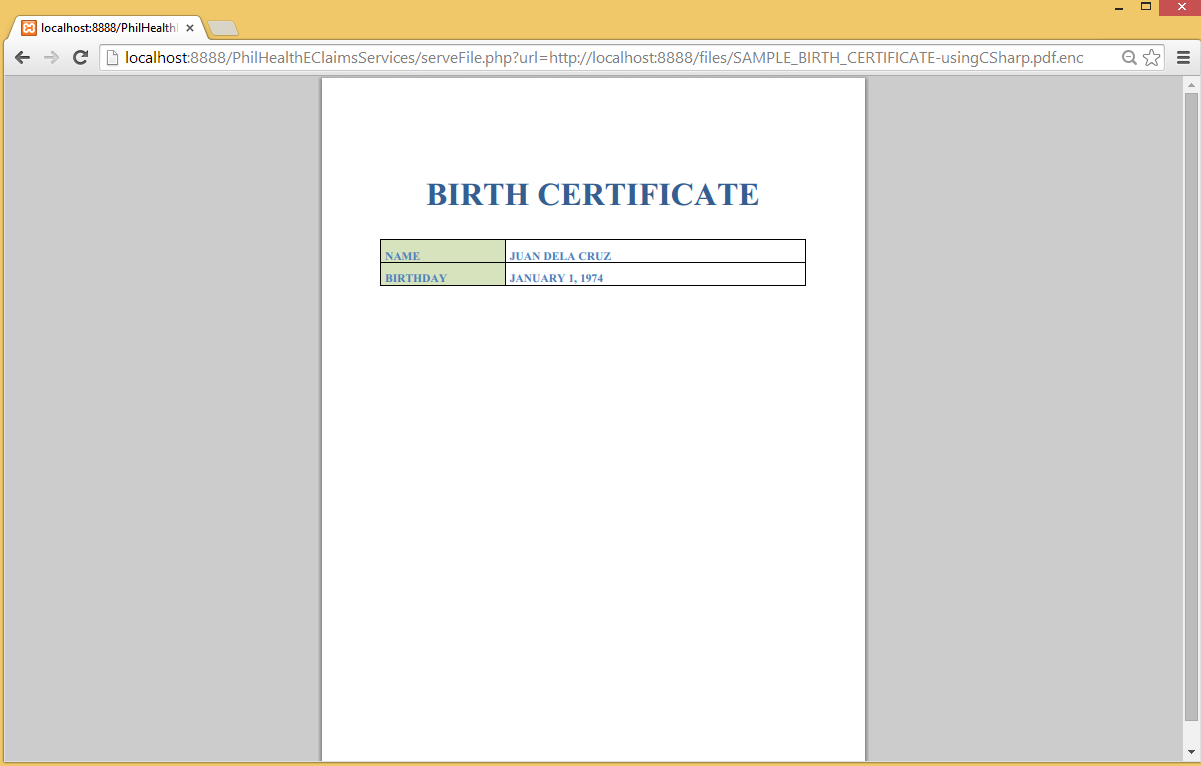 localhost:8888/PhilHealth
localhost:8888/PhilHealthEClaimsServices/serveFile.php?url=http://localhost:8888/files/SAMPLE_BIRTH_CERTIFICATE-usingCSharp.pdf.enc
BIRTH CERTIFICATE
NAME JUAN DELA CRUZ
BIRTHDAY JANUARY 1, 1974